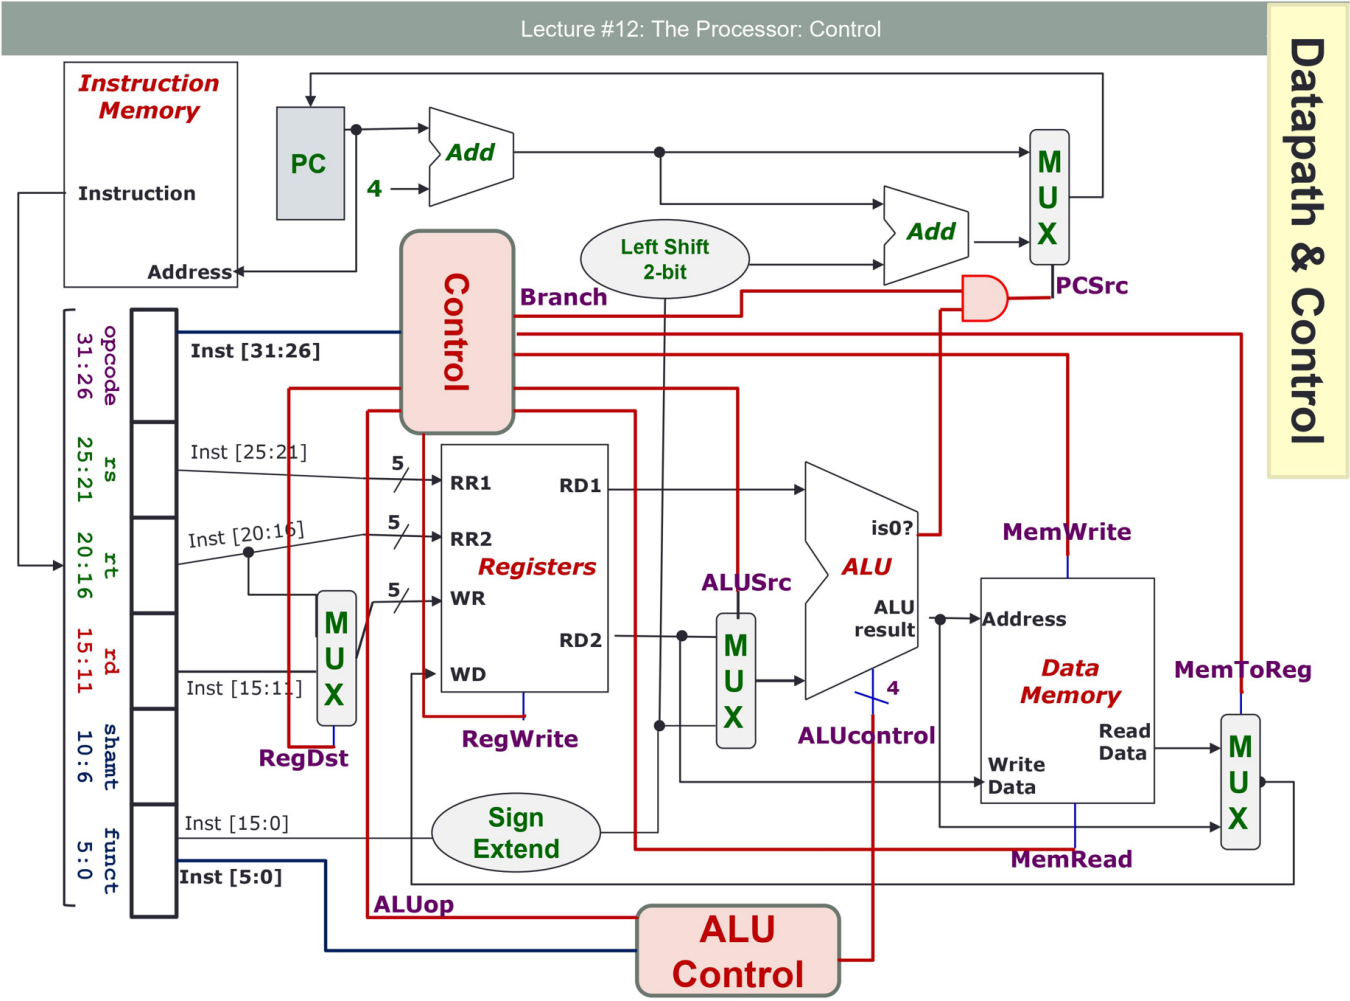 Lecture #12: The Processor: Control
Datapath & Control
Instruction
Memory
Instruction
Address
PC
4
Add
Add
M
U
X
Left Shift
2-bit
PCSrc
Branch
Control
opcode
31:26
Inst [31:26]
rs
25:21
Inst [25:21]
5
RR1
RD1
rt
20:16
Inst [20:16]
5
RR2
Registers
is0?
ALU
MemWrite
ALUSrc
5
WR
M
U
X
rd
15:11
Inst [15:11]
RD2
WD
M
U
X
ALU
result
4
ALUcontrol
Address
Data
Memory
Read
Data
Write
Data
MemToReg
M
U
X
RegDst
RegWrite
shamt
10:6
Inst [15:0]
Sign
Extend
MemRead
funct
5:0
Inst [5:0]
ALUop
ALU
Control